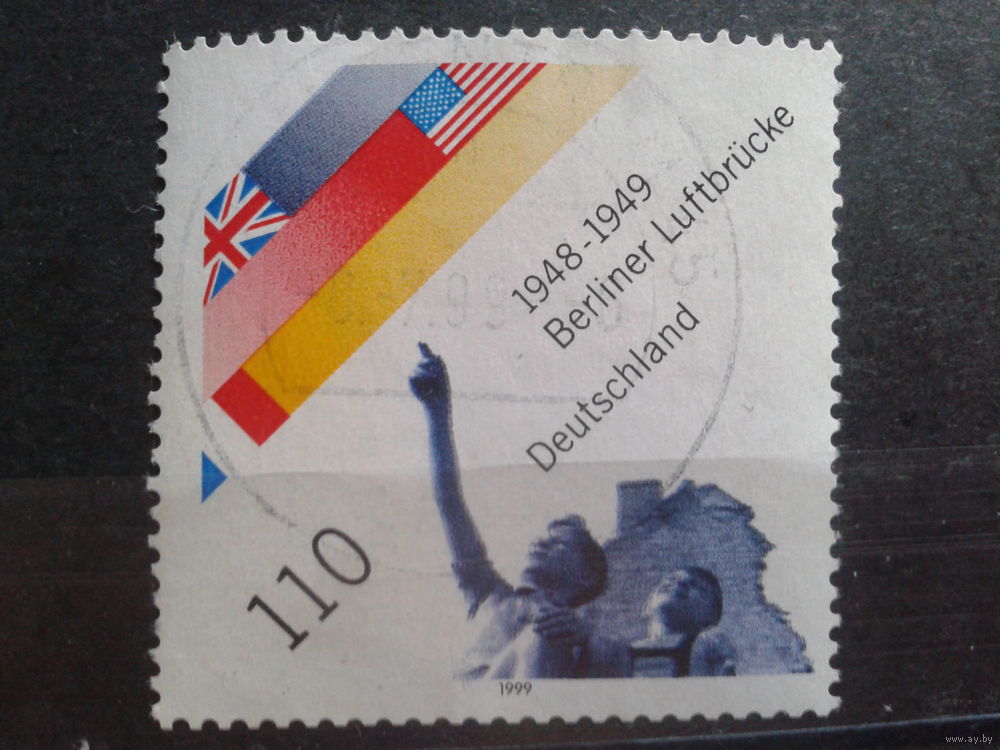 1948-1949
Berliner Luftbrücke
Deutschland
110
1999
www.ay.by